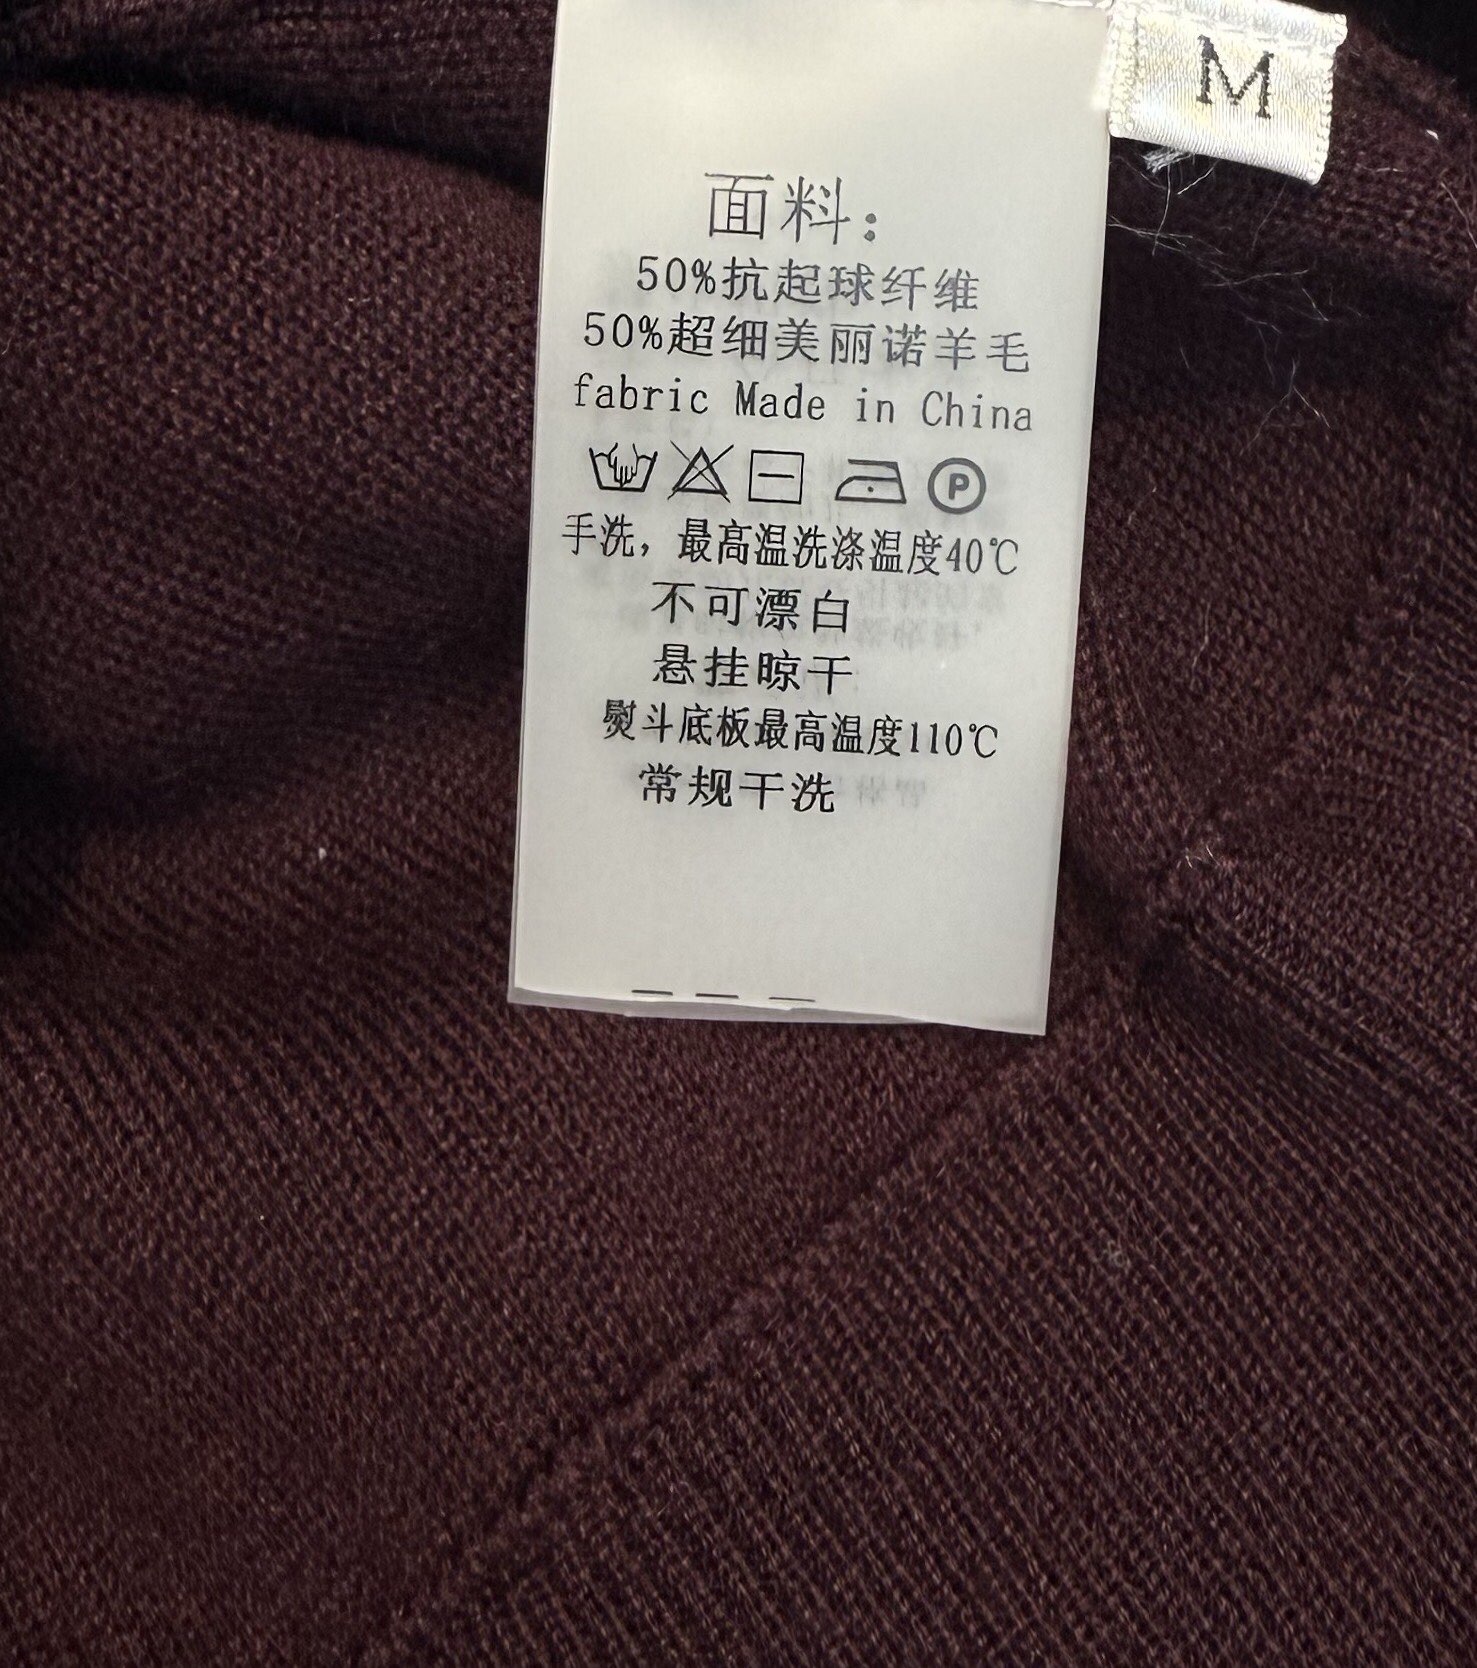 M
面料：
50%抗起球纤维
50%超细美丽诺羊毛
fabric Made in China
P
手洗，最高温洗涤温度40℃
不可漂白
悬挂晾干
熨斗底板最高温度110℃
常规干洗